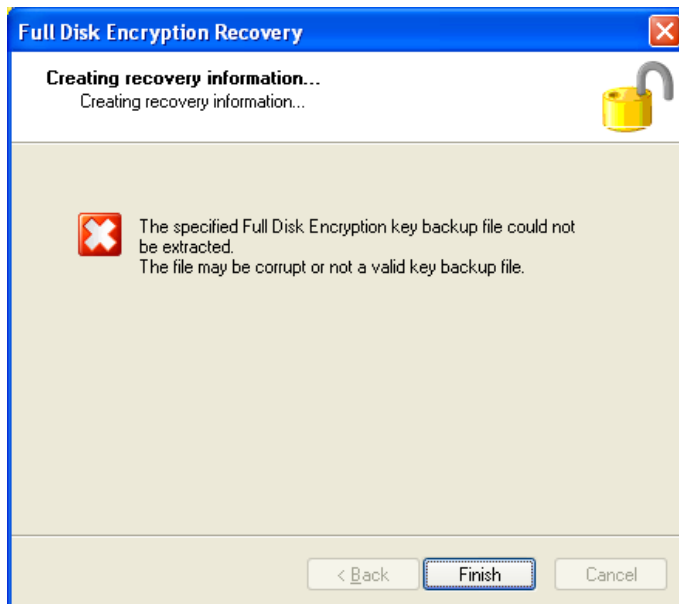 Full Disk Encryption Recovery
Creating recovery information...
Creating recovery information...
The specified Full Disk Encryption key backup file could not
be extracted.
The file may be corrupt or not a valid key backup file.
< Back
Finish
Cancel